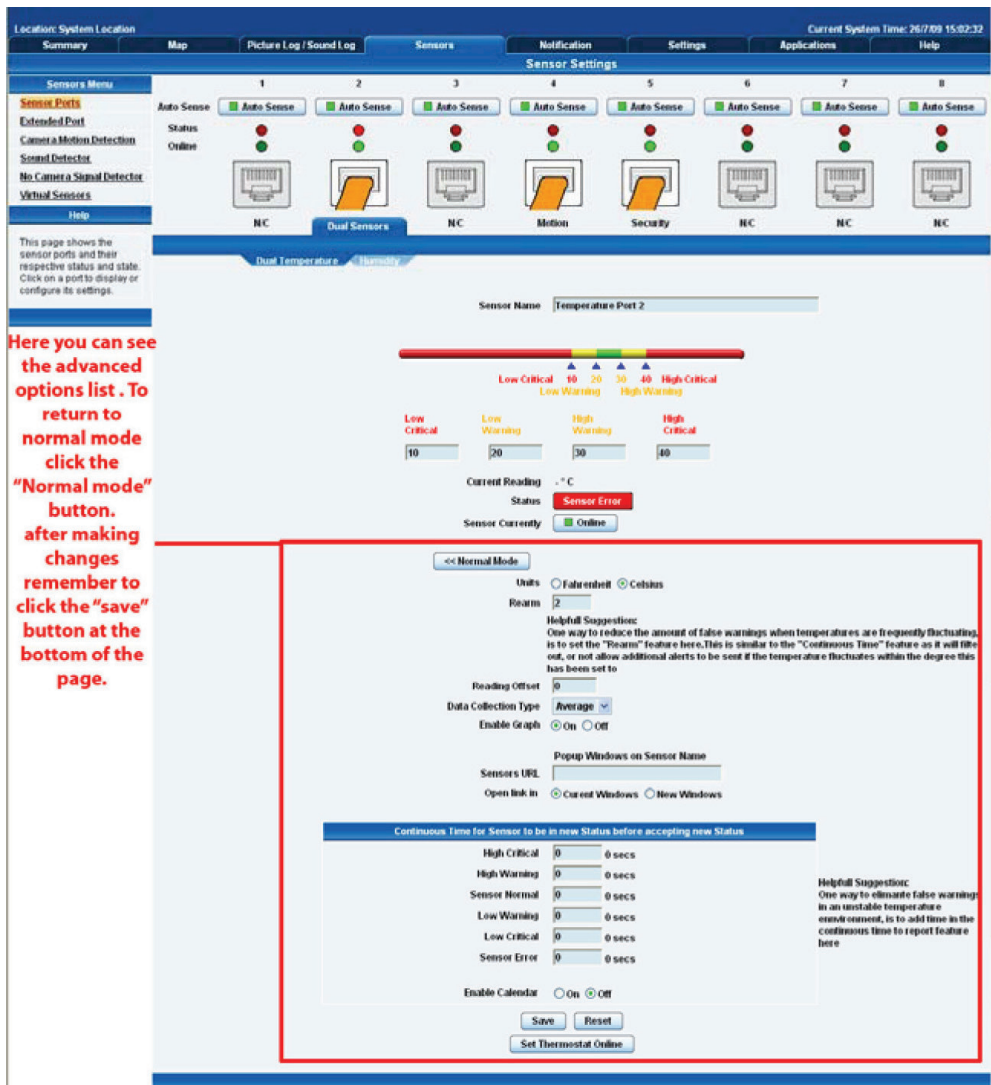 Location: System Location
Current System Time: 26/7/09 15:02:32
Summary Map Picture Log / Sound Log Sensors Notification Settings Applications Help
Sensor Settings
Sensors Menu
Sensor Ports
Extended Port
Camera Motion Detection
Sound Detector
No Camera Signal Detector
Virtual Sensors
Help
This page shows the
sensor ports and their
respective status and state.
Click on a port to display or
configure its settings.
1 2 3 4 5 6 7 8
Auto Sense Auto Sense Auto Sense Auto Sense Auto Sense Auto Sense Auto Sense Auto Sense Auto Sense
Status
Online
N/C Dual Sensors N/C Motion Security N/C N/C N/C
Dual Temperature Humidity
Sensor Name Temperature Port 2
Low Critical 10 20 30 40 High Critical
Low Warning High Warning
Low Critical
Low Warning
High Warning
High Critical
10 20 30 40
Current Reading - ° C
Status Sensor Error
Sensor Currently Online
Here you can see
the advanced
options list . To
return to
normal mode
click the
“Normal mode”
button.
after making
changes
remember to
click the “save”
button at the
bottom of the
page.
<< Normal Mode
Units Fahrenheit Celsius
Rearm 2
Helpfull Suggestion:
One way to reduce the amount of false warnings when temperatures are frequently fluctuating,
is to set the "Rearm" feature here.This is similar to the "Continuous Time" feature as it will filte
out, or not allow additional alerts to be sent if the temperature fluctuates within the degree this
has been set to
Reading Offset 0
Data Collection Type Average
Enable Graph On Off
Popup Windows on Sensor Name
Sensors URL
Open link in Curent Windows New Windows
Continuous Time for Sensor to be in new Status before accepting new Status
High Critical 0 0 secs
High Warning 0 0 secs
Sensor Normal 0 0 secs
Low Warning 0 0 secs
Low Critical 0 0 secs
Sensor Error 0 0 secs
Helpfull Suggestion:
One way to elimante false warnings
in an unstable temperature
ennvironment, is to add time in the
continuous time to report feature
here
Enable Calendar On Off
Save Reset
Set Thermostat Online